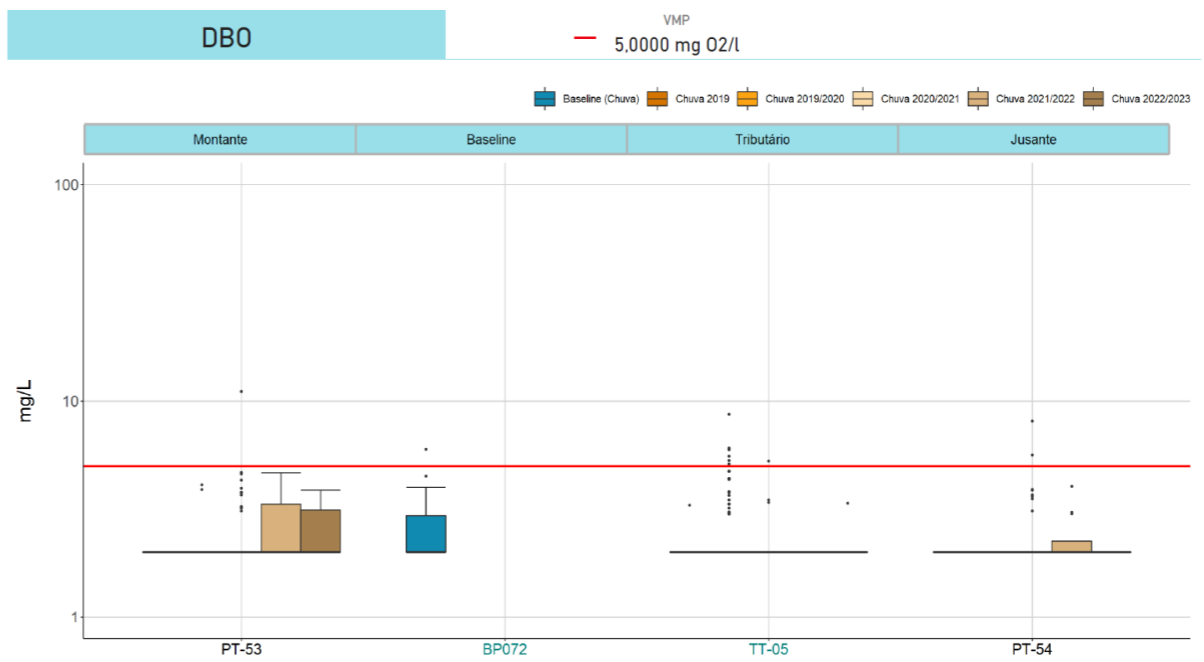 DBO
VMP
5,0000 mg O2/l
Baseline (Chuva) Chuva 2019 Chuva 2019/2020 Chuva 2020/2021 Chuva 2021/2022 Chuva 2022/2023
Montante Baseline Tributário Jusante
100
10
1
mg/L
PT-53 BP072 TT-05 PT-54